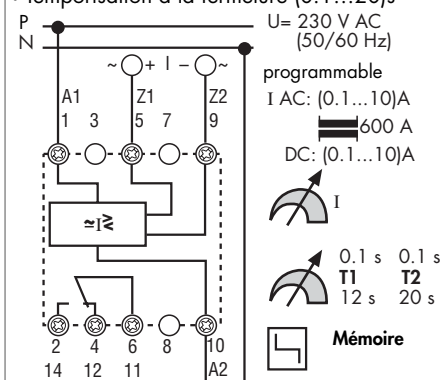 Temporisation à la fermeture (0.1...20)s
P
N
U= 230 V AC
(50/60 Hz)
~ + I – ~
programmable
A1 Z1 Z2
1 3 5 7 9
I AC: (0.1...10)A
600 A
DC: (0.1...10)A
≃I≷
I
0.1 s 0.1 s
T1 T2
12 s 20 s
Mémoire
2 4 6 8 10
14 12 11 A2